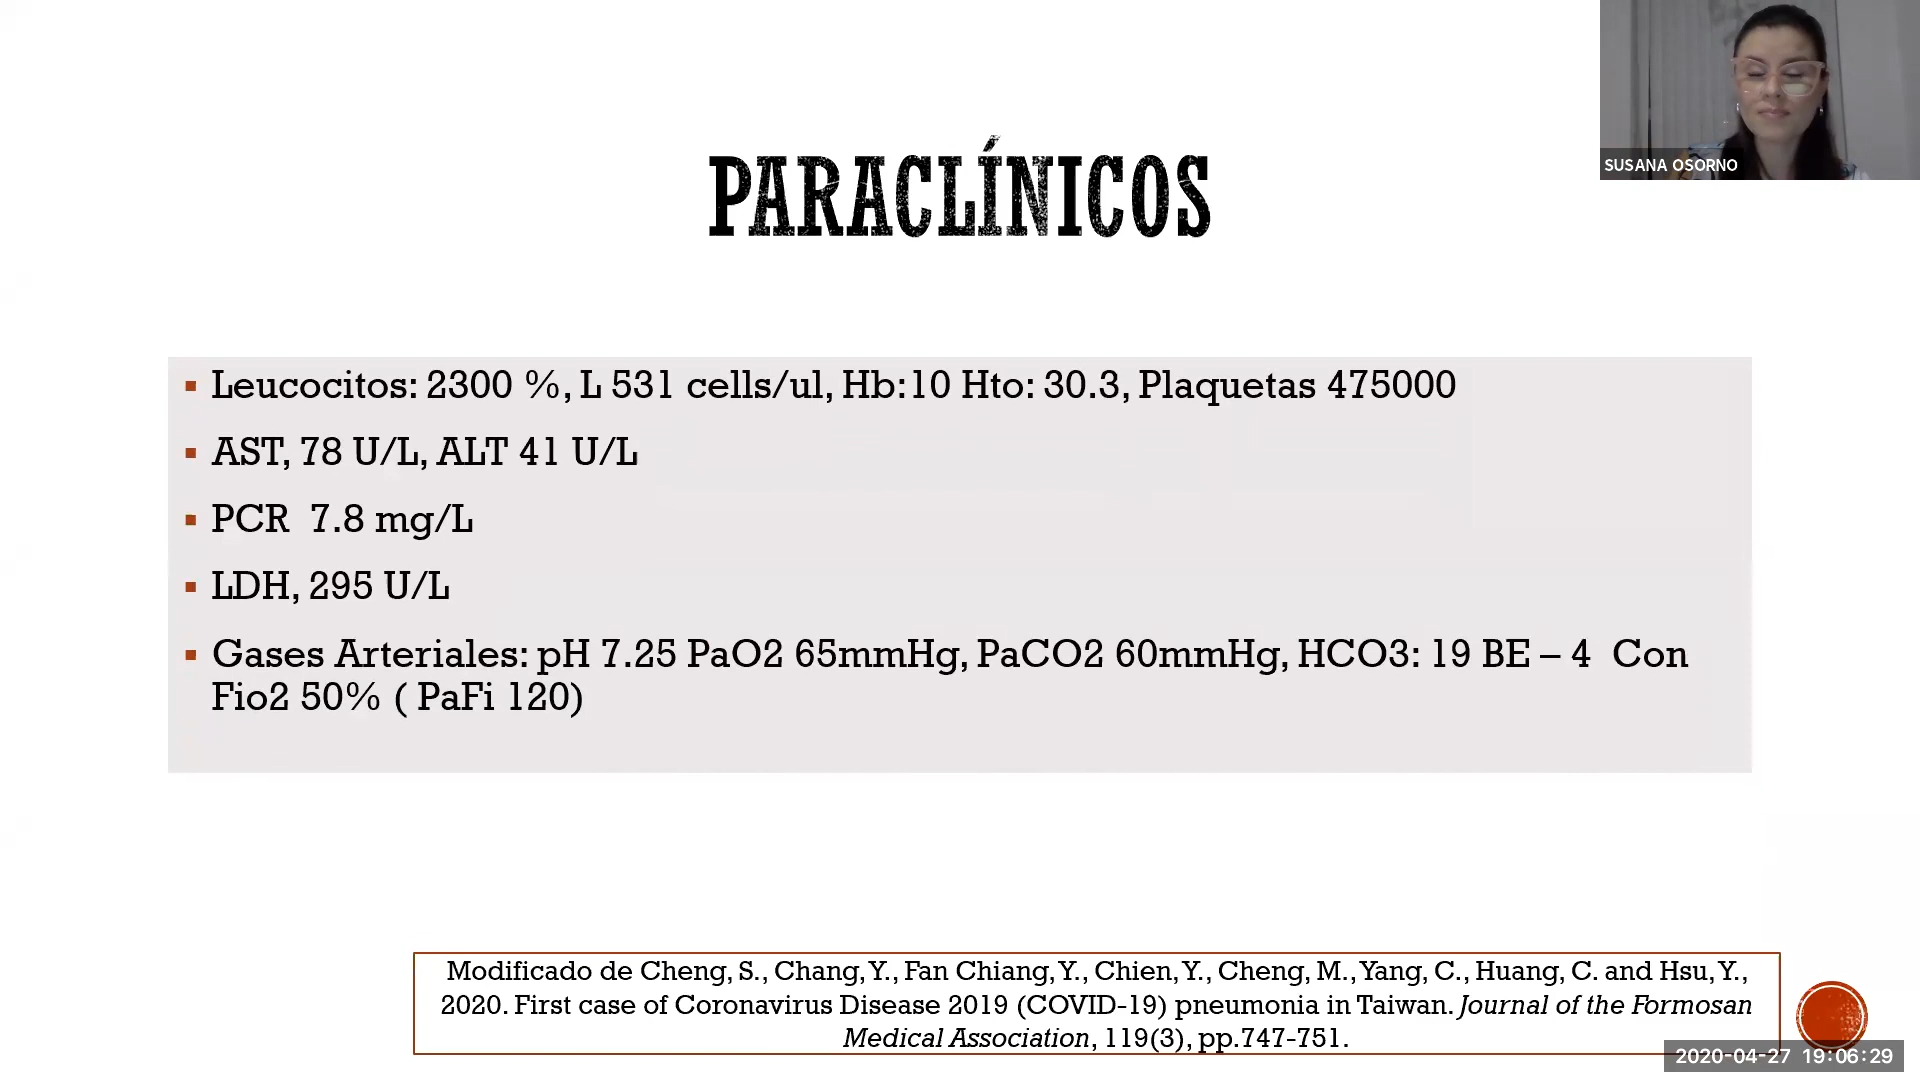 SUSANA OSORNO
PARACLÍNICOS
▪ Leucocitos: 2300 %, L 531 cells/ul, Hb:10 Hto: 30.3, Plaquetas 475000
▪ AST, 78 U/L, ALT 41 U/L
▪ PCR  7.8 mg/L
▪ LDH, 295 U/L
▪ Gases Arteriales: pH 7.25 PaO2 65mmHg, PaCO2 60mmHg, HCO3: 19 BE – 4  Con
Fio2 50% ( PaFi 120)
Modificado de Cheng, S., Chang, Y., Fan Chiang, Y., Chien, Y., Cheng, M., Yang, C., Huang, C. and Hsu, Y.,
2020. First case of Coronavirus Disease 2019 (COVID-19) pneumonia in Taiwan. Journal of the Formosan
Medical Association, 119(3), pp.747-751.
2020-04-27 19:06:29